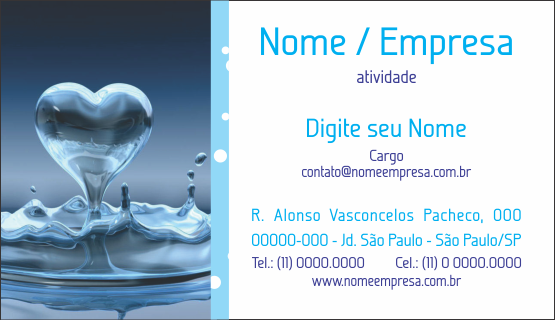 Nome / Empresa
atividade
Digite seu Nome
Cargo
contato@nomeempresa.com.br
R. Alonso Vasconcelos Pacheco, 000
00000-000 - Jd. São Paulo - São Paulo/SP
Tel.: (11) 0000.0000 Cel.: (11) 0 0000.0000
www.nomeempresa.com.br